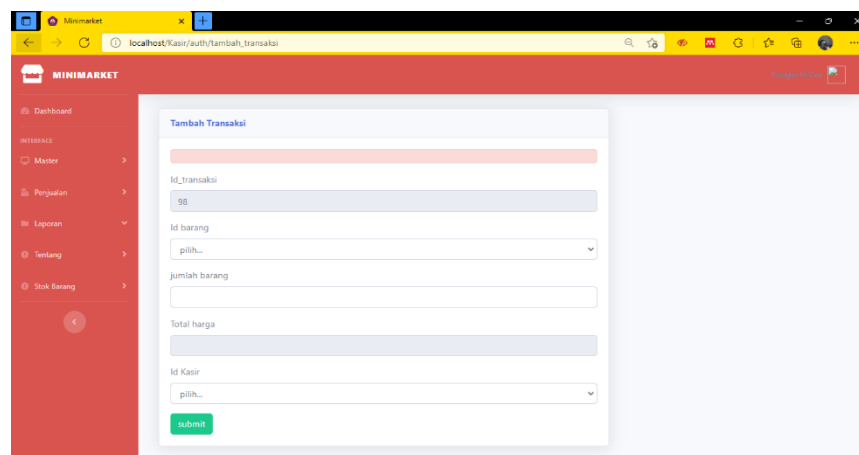 Minimarket
localhost/Kasir/auth/tambah_transaksi
MINIMARKET
Dashboard
INTERFACE
Master
Penjualan
Laporan
Tentang
Stok Barang
Tambah Transaksi
Id_transaksi
98
Id barang
pilih...
jumlah barang
Total harga
Id Kasir
pilih...
submit